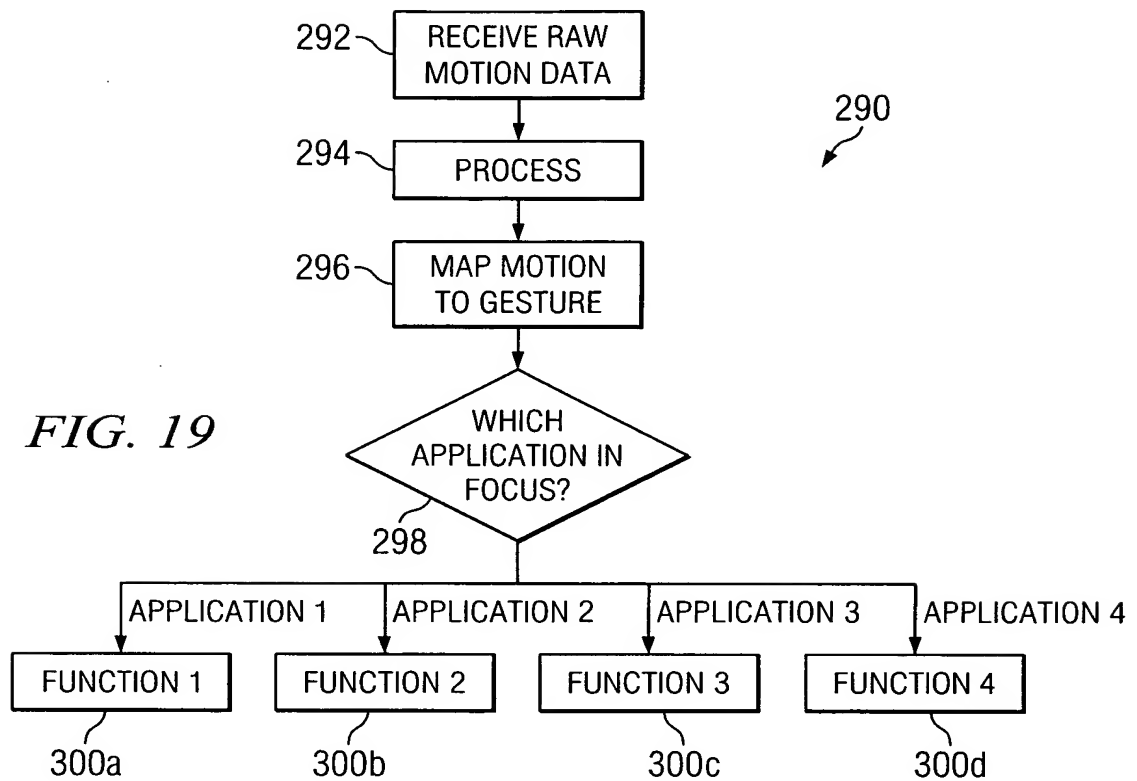 292
RECEIVE RAW
MOTION DATA
290
294
PROCESS
296
MAP MOTION
TO GESTURE
FIG. 19
WHICH
APPLICATION IN
FOCUS?
298
APPLICATION 1
APPLICATION 2
APPLICATION 3
APPLICATION 4
FUNCTION 1
FUNCTION 2
FUNCTION 3
FUNCTION 4
300a
300b
300c
300d